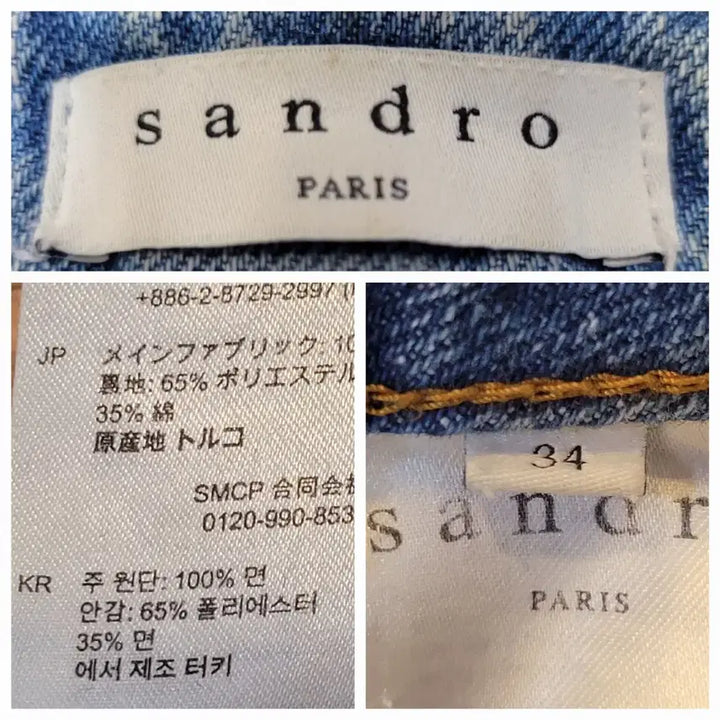 sandro
PARIS
+886-2-8729-2997
JP メインファブリック: 10
裏地: 65% ポリエステル
35% 綿
原産地 トルコ
SMCP 合同会社
0120-990-853
KR 주 원단: 100% 면
안감: 65% 폴리에스터
35% 면
에서 제조 터키
34
sandr
PARIS